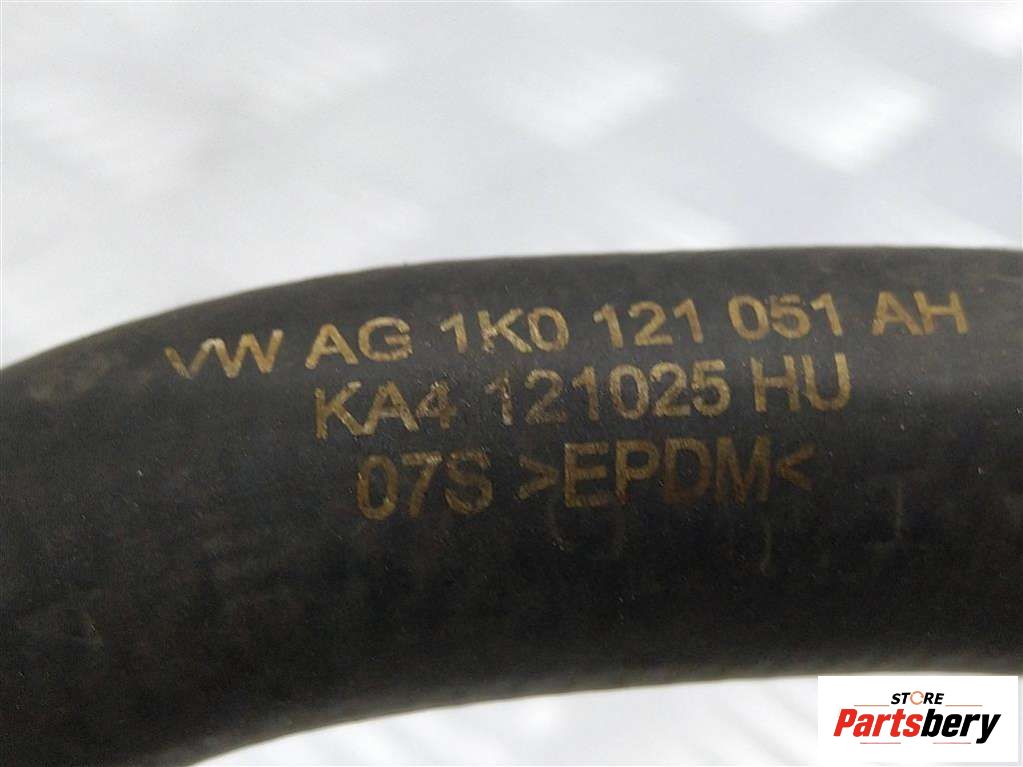 VW AG 1K0 121 051 AH
KA4 121025 HU
07S >EPDM<
STORE
Partsbery